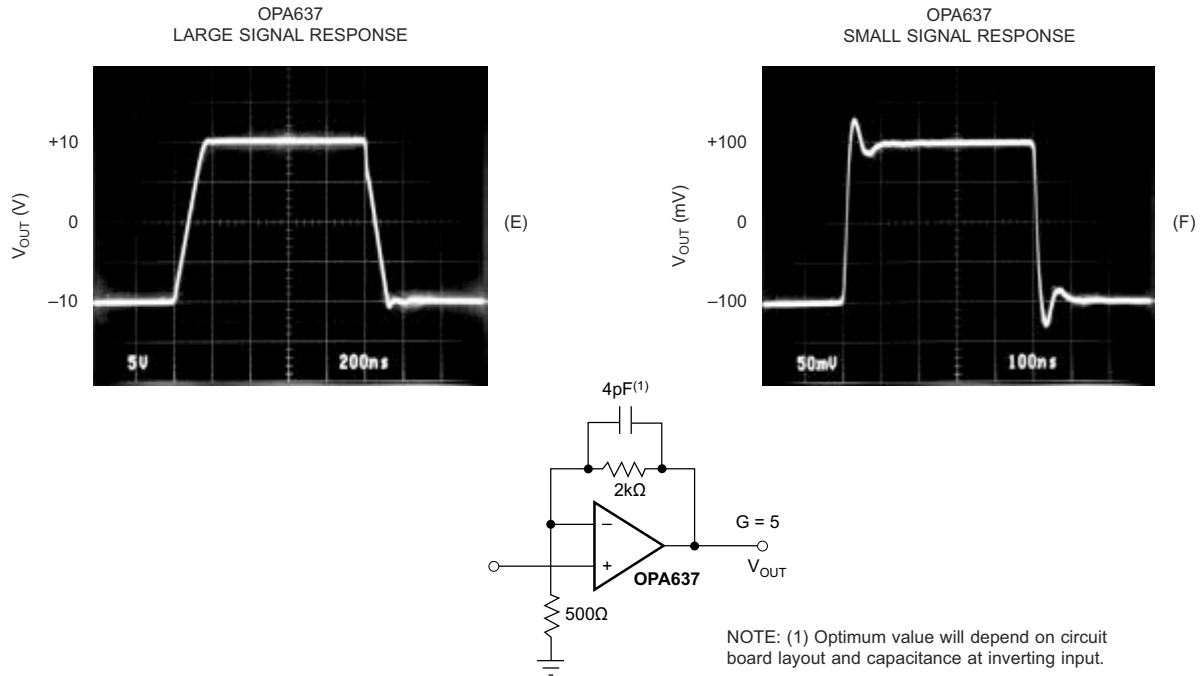 OPA637
LARGE SIGNAL RESPONSE
OPA637
SMALL SIGNAL RESPONSE
+10
0
–10
VOUT (V)
5V
200ns
(E)
+100
0
–100
VOUT (mV)
50mV
100ns
(F)
4pF(1)
2kΩ
–
+
OPA637
G = 5
VOUT
500Ω
NOTE: (1) Optimum value will depend on circuit
board layout and capacitance at inverting input.